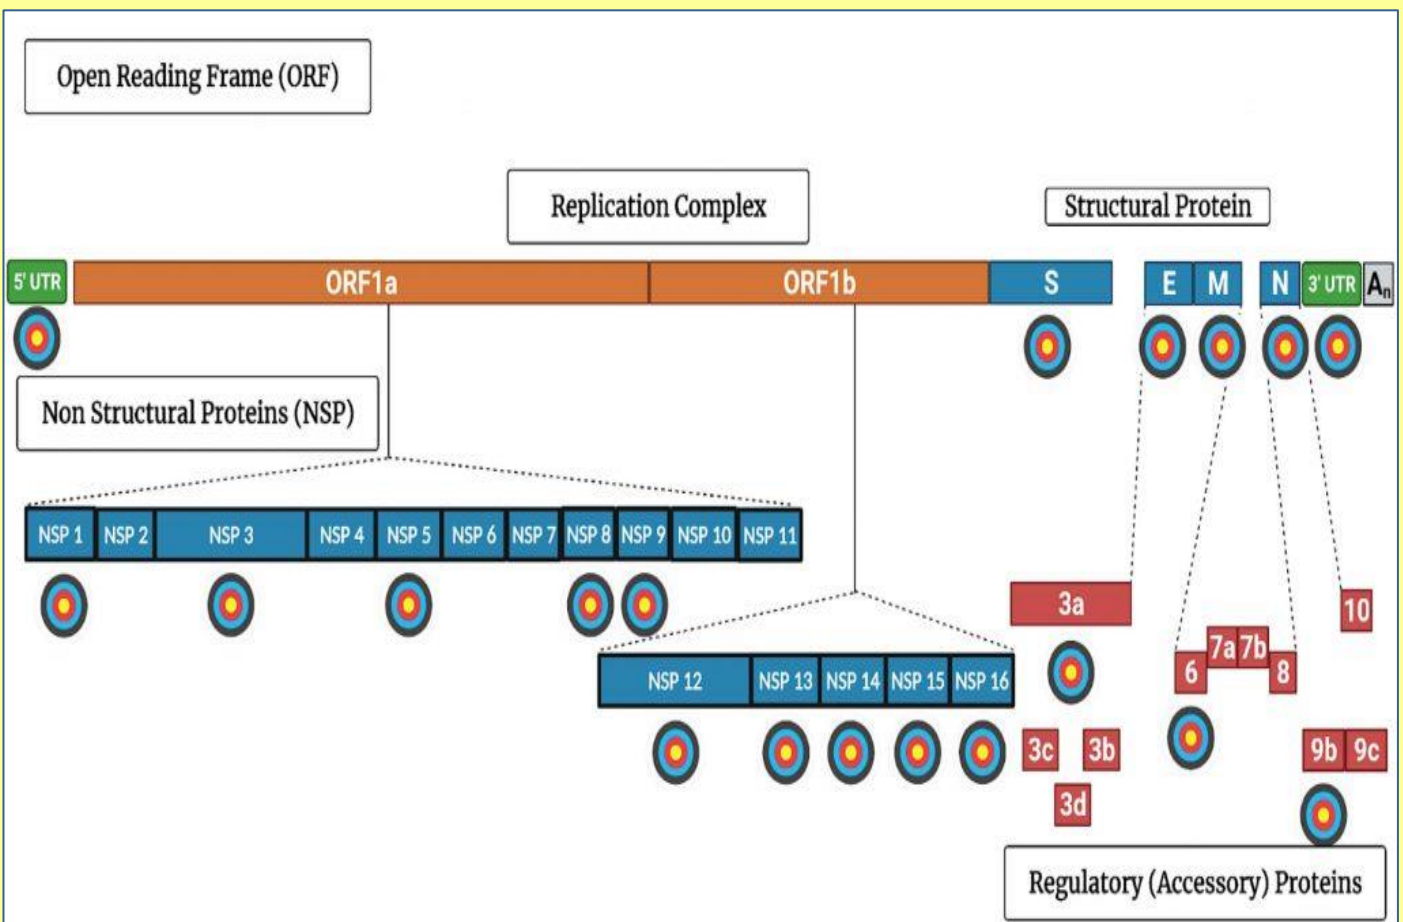 Open Reading Frame (ORF)
Replication Complex
Structural Protein
5' UTR ORF1a ORF1b S E M N 3' UTR An
Non Structural Proteins (NSP)
NSP 1 NSP 2 NSP 3 NSP 4 NSP 5 NSP 6 NSP 7 NSP 8 NSP 9 NSP 10 NSP 11
3a
10
7a 7b
6 8
NSP 12 NSP 13 NSP 14 NSP 15 NSP 16
3c 3b
9b 9c
3d
Regulatory (Accessory) Proteins